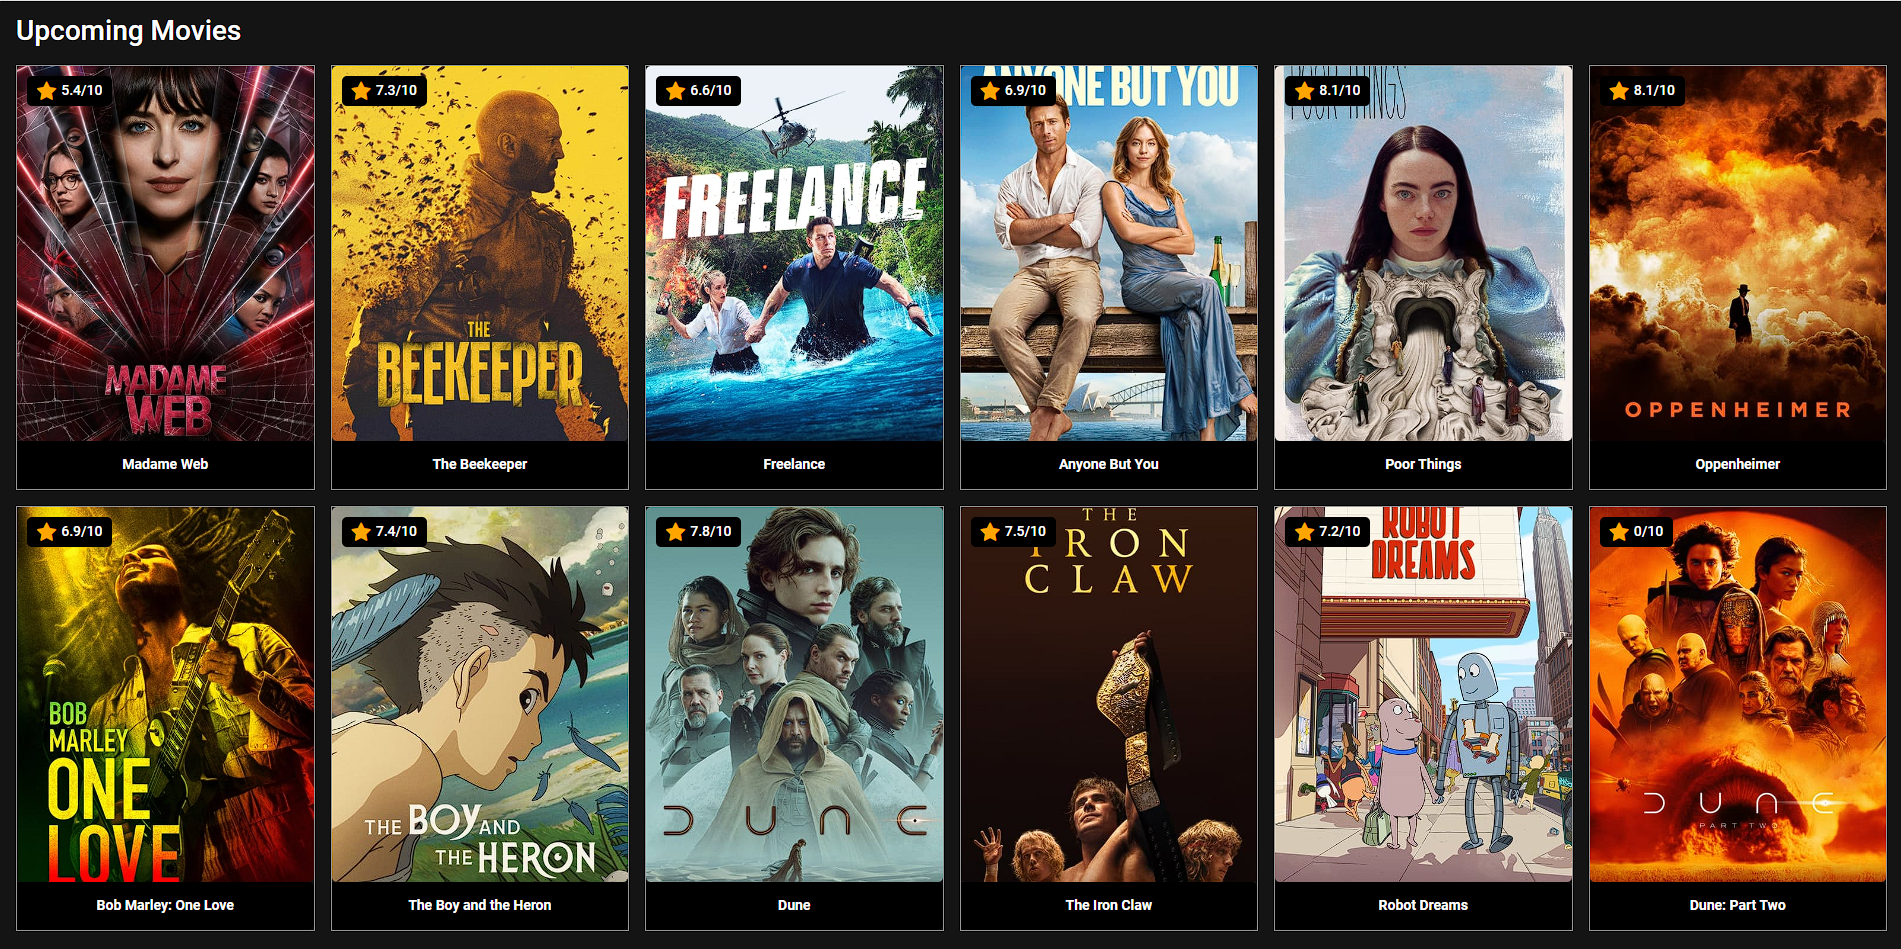 Upcoming Movies
5.4/10
MADAME
WEB
Madame Web
7.3/10
THE
BEEKEEPER
The Beekeeper
6.6/10
FREELANCE
Freelance
6.9/10
ANYONE BUT YOU
Anyone But You
8.1/10
POOR THINGS
Poor Things
8.1/10
OPPENHEIMER
Oppenheimer
6.9/10
BOB
MARLEY
ONE
LOVE
Bob Marley: One Love
7.4/10
THE BOY AND
THE HERON
The Boy and the Heron
7.8/10
DUNE
Dune
7.5/10
THE
IRON
CLAW
The Iron Claw
7.2/10
ROBOT
DREAMS
Robot Dreams
0/10
DUNE
PART TWO
Dune: Part Two